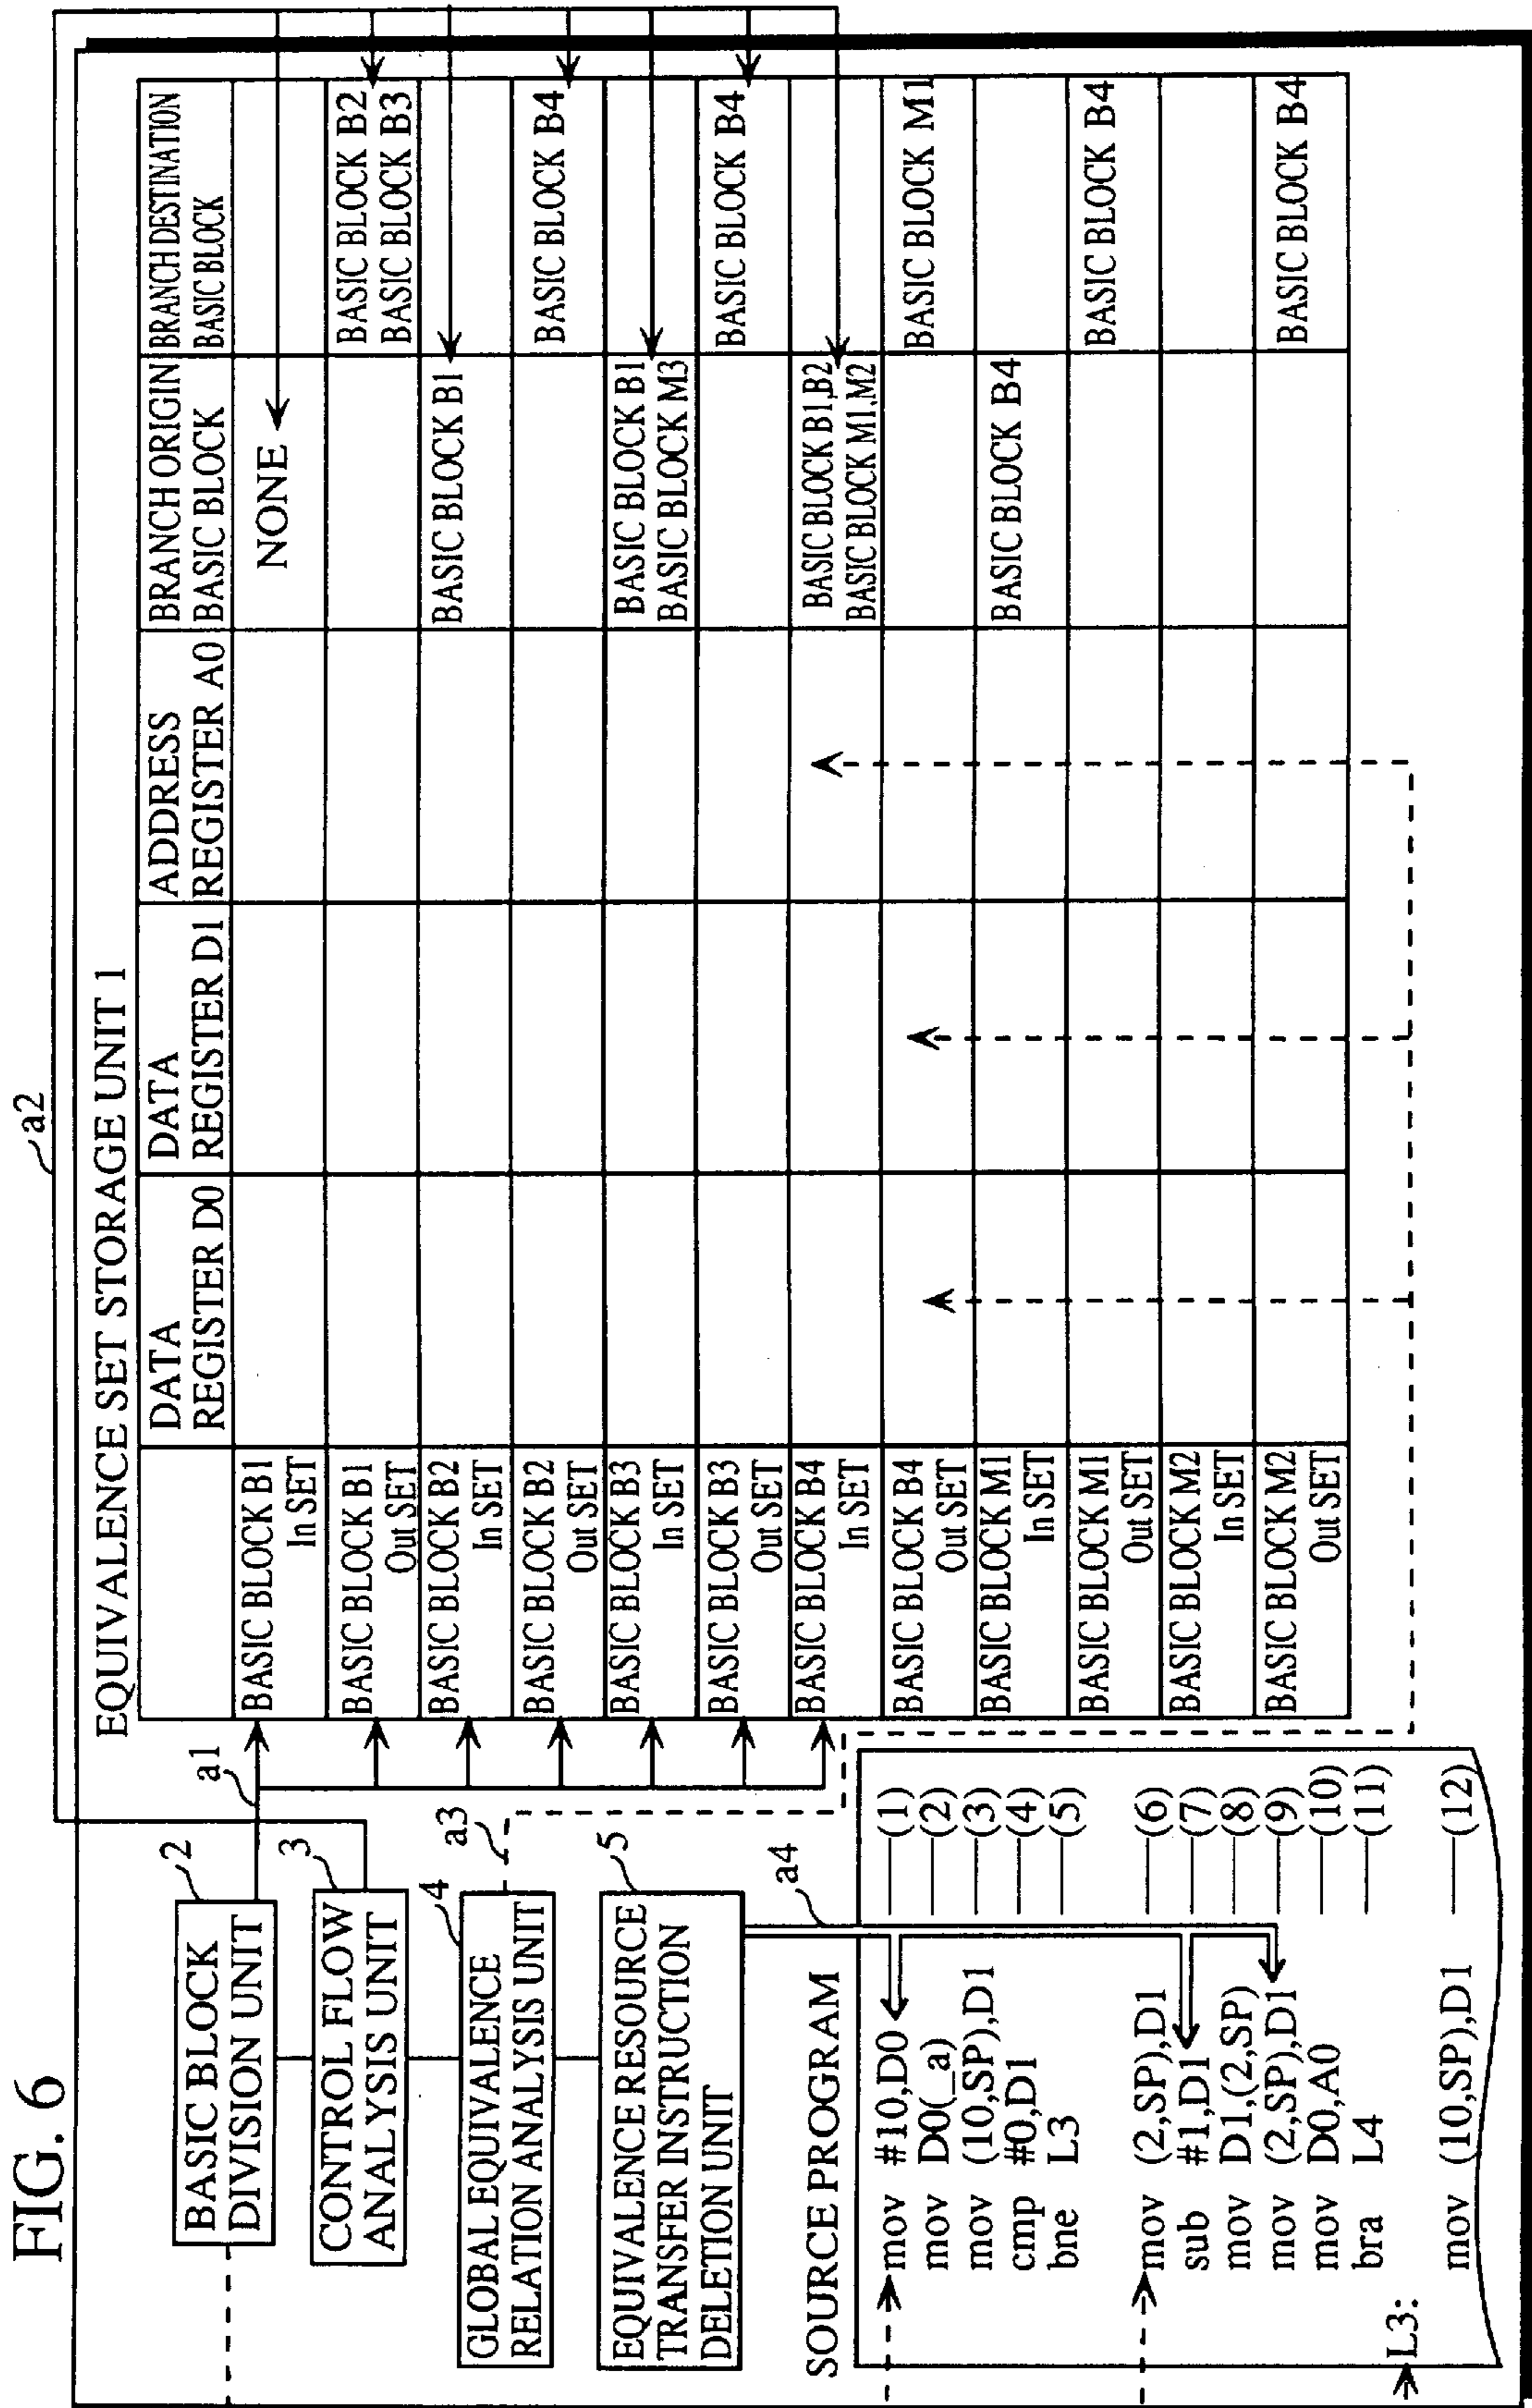 FIG. 6
a2
EQUIVALENCE SET STORAGE UNIT 1
DATA
REGISTER D0
DATA
REGISTER D1
ADDRESS
REGISTER A0
BRANCH ORIGIN
BASIC BLOCK
BRANCH DESTINATION
BASIC BLOCK
BASIC BLOCK B1
In SET
NONE
BASIC BLOCK B1
Out SET
BASIC BLOCK B2
BASIC BLOCK B3
BASIC BLOCK B2
In SET
BASIC BLOCK B1
BASIC BLOCK B2
Out SET
BASIC BLOCK B4
BASIC BLOCK B3
In SET
BASIC BLOCK B1
BASIC BLOCK M3
BASIC BLOCK B3
Out SET
BASIC BLOCK B4
BASIC BLOCK B4
In SET
BASIC BLOCK B1,B2
BASIC BLOCK M1,M2
BASIC BLOCK B4
Out SET
BASIC BLOCK M1
BASIC BLOCK M1
In SET
BASIC BLOCK B4
BASIC BLOCK M1
Out SET
BASIC BLOCK B4
BASIC BLOCK M2
In SET
BASIC BLOCK M2
Out SET
BASIC BLOCK B4
BASIC BLOCK
DIVISION UNIT
2
a1
CONTROL FLOW
ANALYSIS UNIT
3
GLOBAL EQUIVALENCE
RELATION ANALYSIS UNIT
4
a3
EQUIVALENCE RESOURCE
TRANSFER INSTRUCTION
DELETION UNIT
5
a4
SOURCE PROGRAM
mov #10,D0 (1)
mov D0(_a) (2)
mov (10,SP),D1 (3)
cmp #0,D1 (4)
bne L3 (5)
mov (2,SP),D1 (6)
sub #1,D1 (7)
mov D1,(2,SP) (8)
mov (2,SP),D1 (9)
mov D0,A0 (10)
bra L4 (11)
L3:
mov (10,SP),D1 (12)